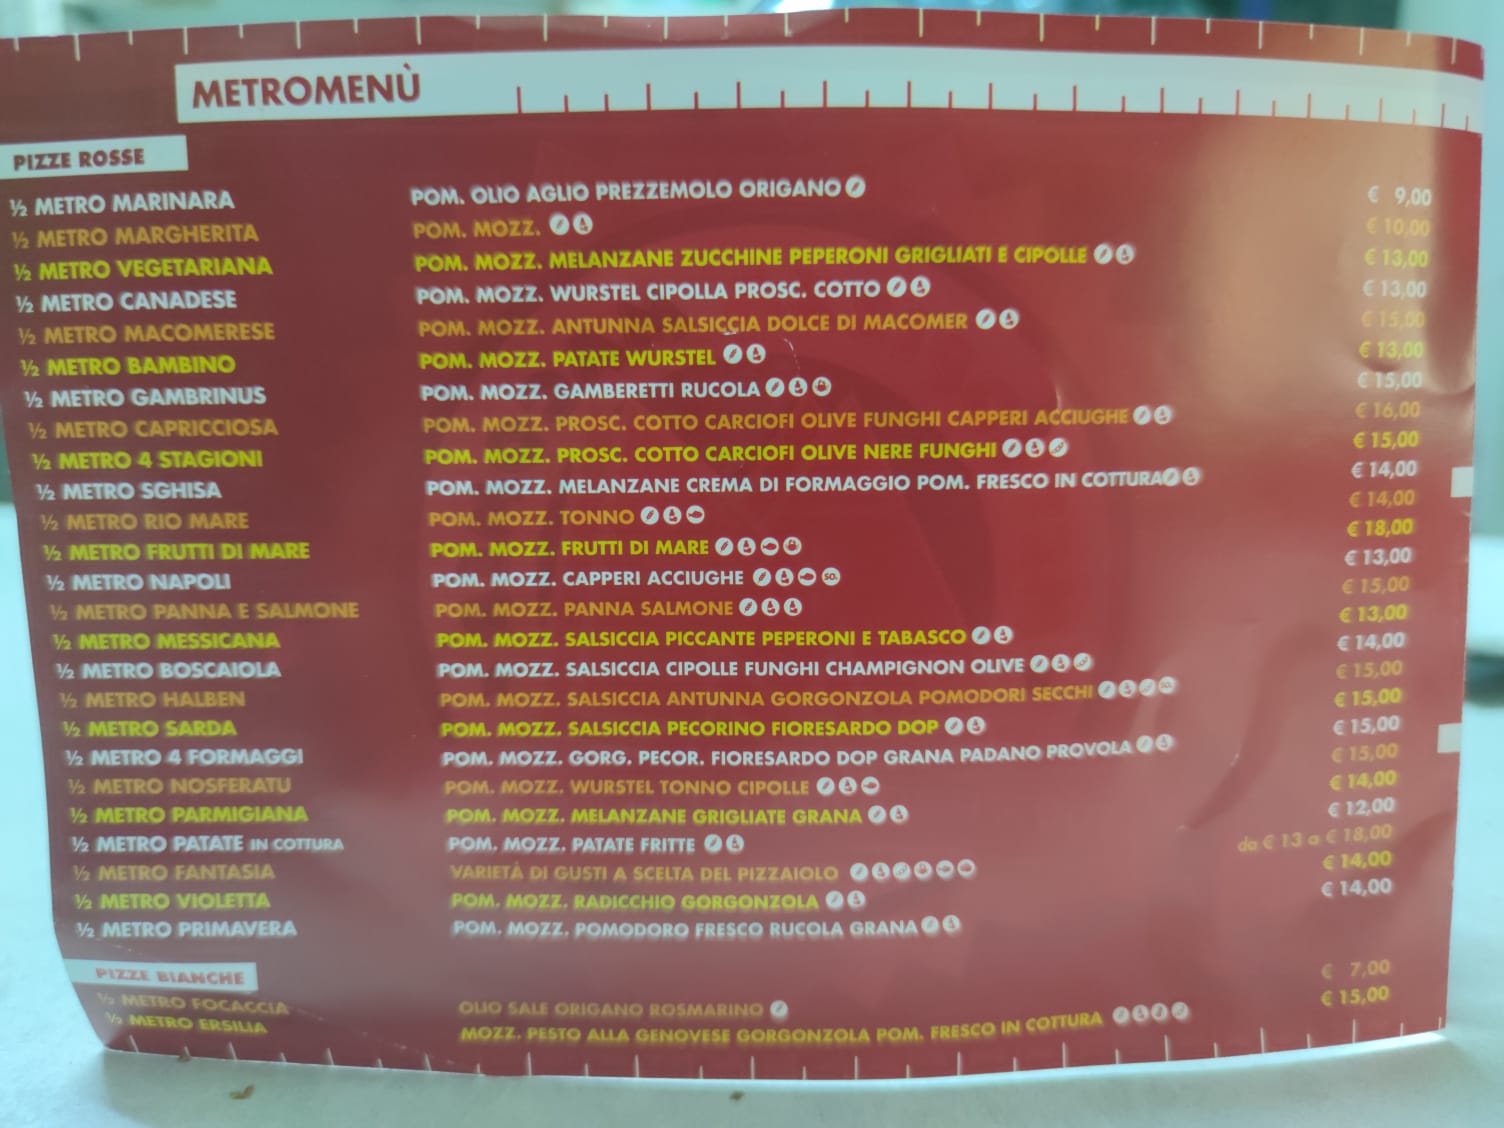 METROMENÙ
PIZZE ROSSE
½ METRO MARINARA POM. OLIO AGLIO PREZZEMOLO ORIGANO € 9,00
½ METRO MARGHERITA POM. MOZZ. € 10,00
½ METRO VEGETARIANA POM. MOZZ. MELANZANE ZUCCHINE PEPERONI GRIGLIATI E CIPOLLE € 13,00
½ METRO CANADESE POM. MOZZ. WURSTEL CIPOLLA PROSC. COTTO € 13,00
½ METRO MACOMERESE POM. MOZZ. ANTUNNA SALSICCIA DOLCE DI MACOMER € 15,00
½ METRO BAMBINO POM. MOZZ. PATATE WURSTEL € 13,00
½ METRO GAMBRINUS POM. MOZZ. GAMBERETTI RUCOLA € 15,00
½ METRO CAPRICCIOSA POM. MOZZ. PROSC. COTTO CARCIOFI OLIVE FUNGHI CAPPERI ACCIUGHE € 16,00
½ METRO 4 STAGIONI POM. MOZZ. PROSC. COTTO CARCIOFI OLIVE NERE FUNGHI € 15,00
½ METRO SGHISA POM. MOZZ. MELANZANE CREMA DI FORMAGGIO POM. FRESCO IN COTTURA € 14,00
½ METRO RIO MARE POM. MOZZ. TONNO € 14,00
½ METRO FRUTTI DI MARE POM. MOZZ. FRUTTI DI MARE € 18,00
½ METRO NAPOLI POM. MOZZ. CAPPERI ACCIUGHE SO₂ € 13,00
½ METRO PANNA E SALMONE POM. MOZZ. PANNA SALMONE € 15,00
½ METRO MESSICANA POM. MOZZ. SALSICCIA PICCANTE PEPERONI E TABASCO € 13,00
½ METRO BOSCAIOLA POM. MOZZ. SALSICCIA CIPOLLE FUNGHI CHAMPIGNON OLIVE € 14,00
½ METRO HALBEN POM. MOZZ. SALSICCIA ANTUNNA GORGONZOLA POMODORI SECCHI SO₂ € 15,00
½ METRO SARDA POM. MOZZ. SALSICCIA PECORINO FIORESARDO DOP € 15,00
½ METRO 4 FORMAGGI POM. MOZZ. GORG. PECOR. FIORESARDO DOP GRANA PADANO PROVOLA € 15,00
½ METRO NOSFERATU POM. MOZZ. WURSTEL TONNO CIPOLLE € 15,00
½ METRO PARMIGIANA POM. MOZZ. MELANZANE GRIGLIATE GRANA € 14,00
½ METRO PATATE IN COTTURA POM. MOZZ. PATATE FRITTE € 12,00
½ METRO FANTASIA VARIETÀ DI GUSTI A SCELTA DEL PIZZAIOLO da € 13 a € 18,00
½ METRO VIOLETTA POM. MOZZ. RADICCHIO GORGONZOLA € 14,00
½ METRO PRIMAVERA POM. MOZZ. POMODORO FRESCO RUCOLA GRANA € 14,00
PIZZE BIANCHE
½ METRO FOCACCIA OLIO SALE ORIGANO ROSMARINO € 7,00
½ METRO ERSILIA MOZZ. PESTO ALLA GENOVESE GORGONZOLA POM. FRESCO IN COTTURA € 15,00